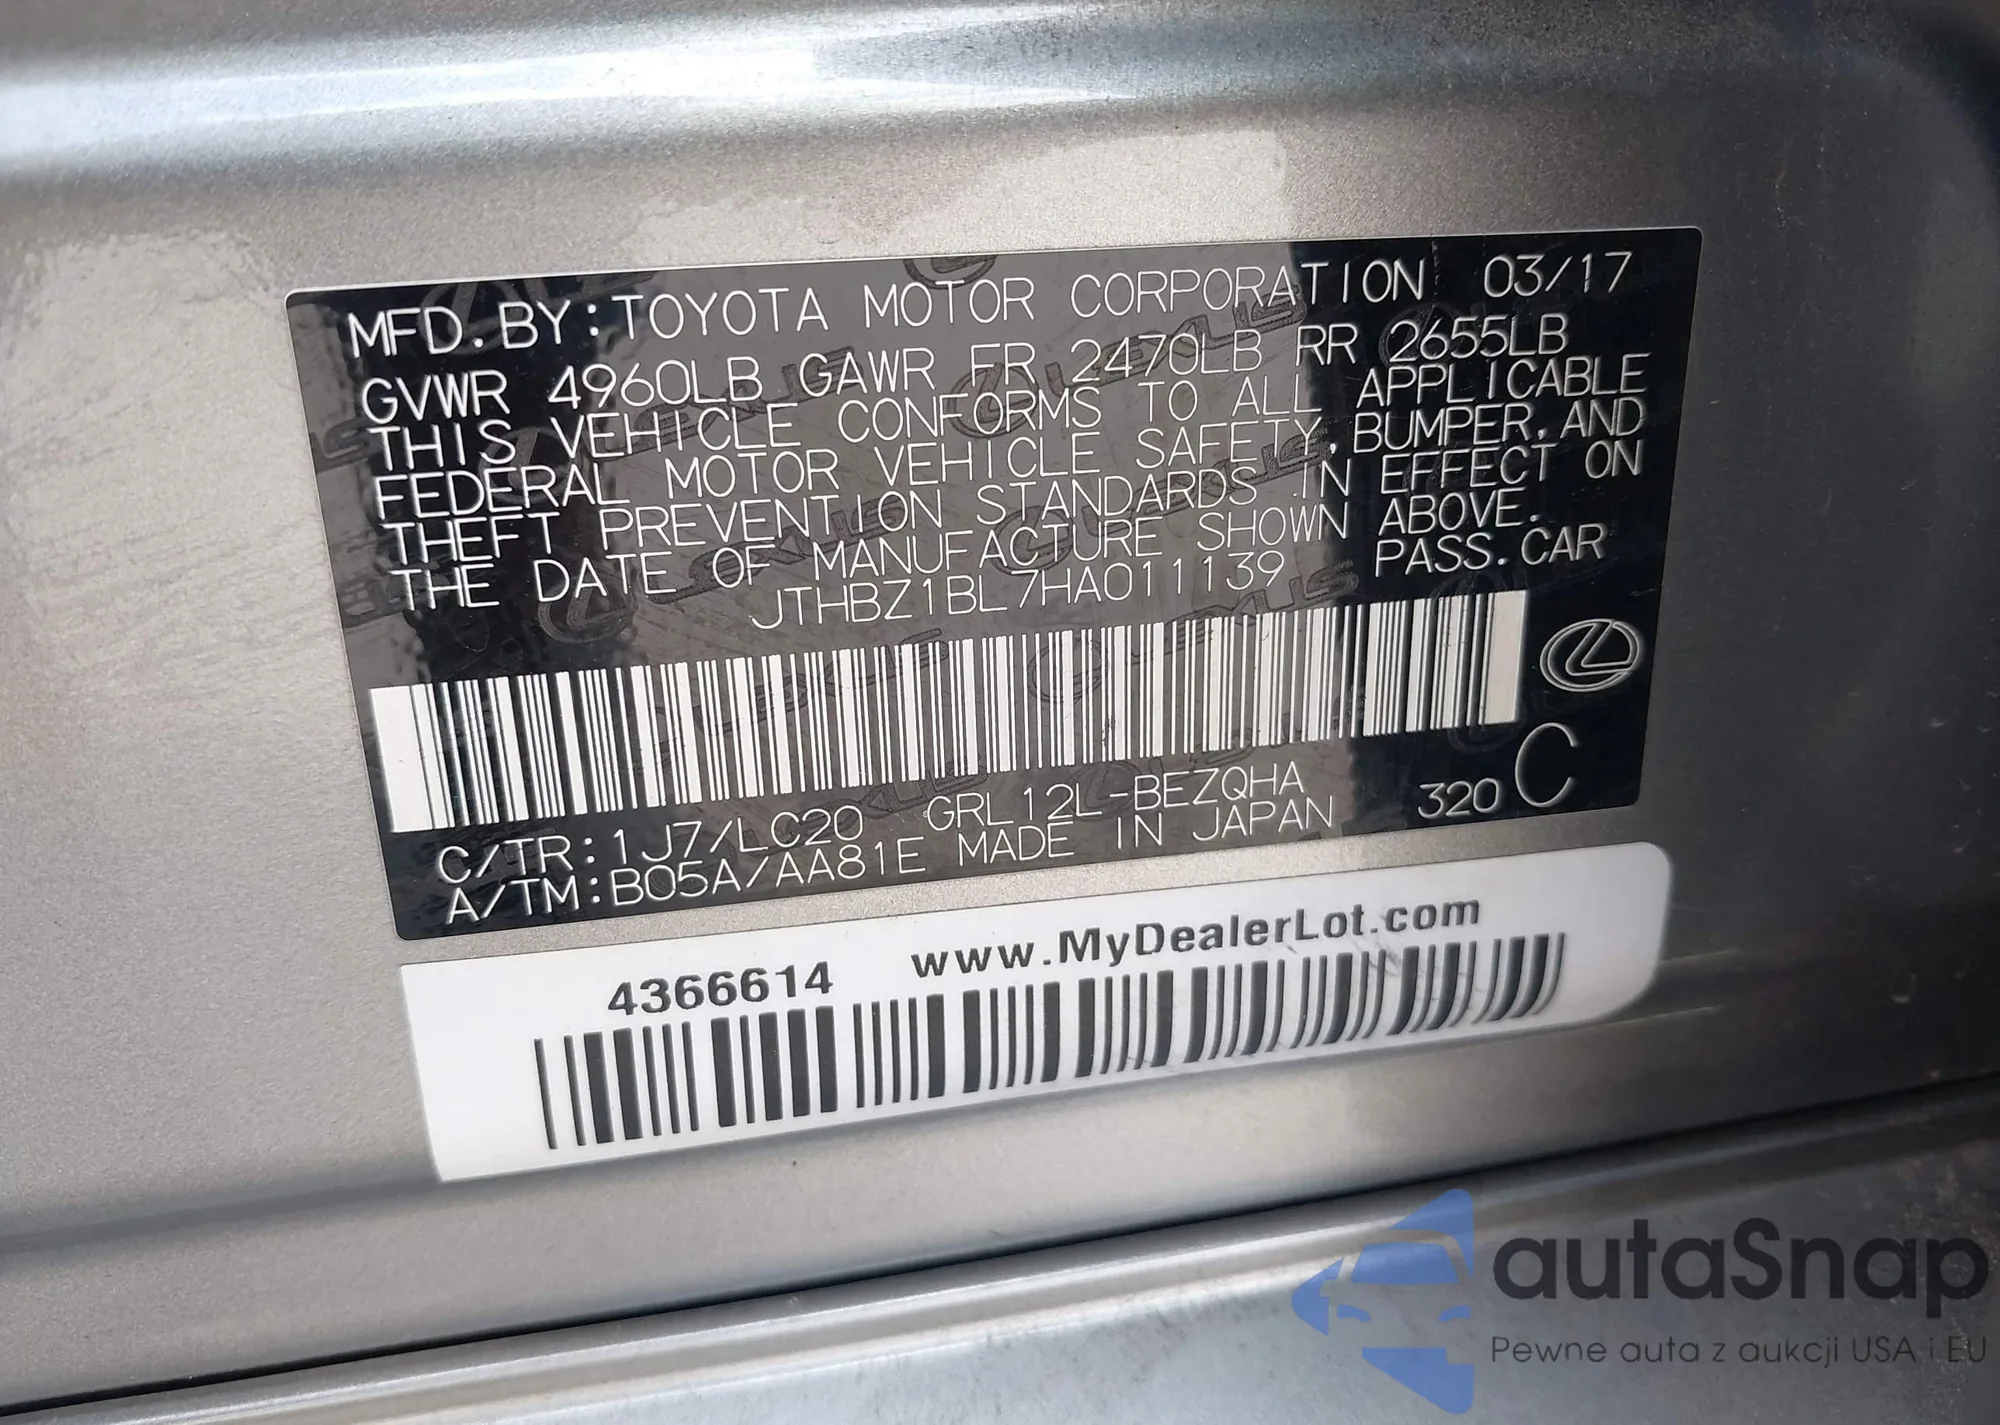 MFD. BY: TOYOTA MOTOR CORPORATION 03/17
GVWR 4960LB GAWR FR 2470LB RR 2655LB
THIS VEHICLE CONFORMS TO ALL APPLICABLE
FEDERAL MOTOR VEHICLE SAFETY, BUMPER, AND
THEFT PREVENTION STANDARDS IN EFFECT ON
THE DATE OF MANUFACTURE SHOWN ABOVE.
JTHBZ1BL7HA011139 PASS. CAR
C/TR: 1J7/LC20 GRL12L-BEZQHA 320 C
A/TM: B05A/AA81E MADE IN JAPAN
4366614 www.MyDealerLot.com
autaSnap
Pewne auta z aukcji USA i EU